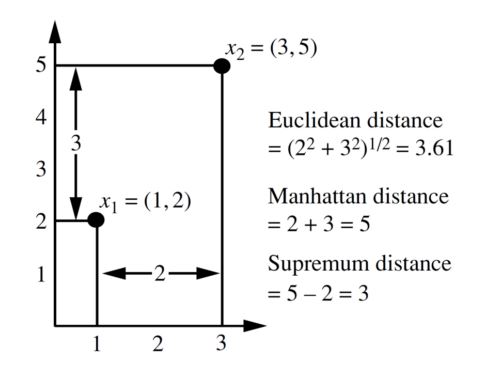 x₂ = (3, 5)
5
4
3
3
x₁ = (1, 2)
2
1
2
1 2 3
Euclidean distance
= (2² + 3²)¹/² = 3.61
Manhattan distance
= 2 + 3 = 5
Supremum distance
= 5 – 2 = 3